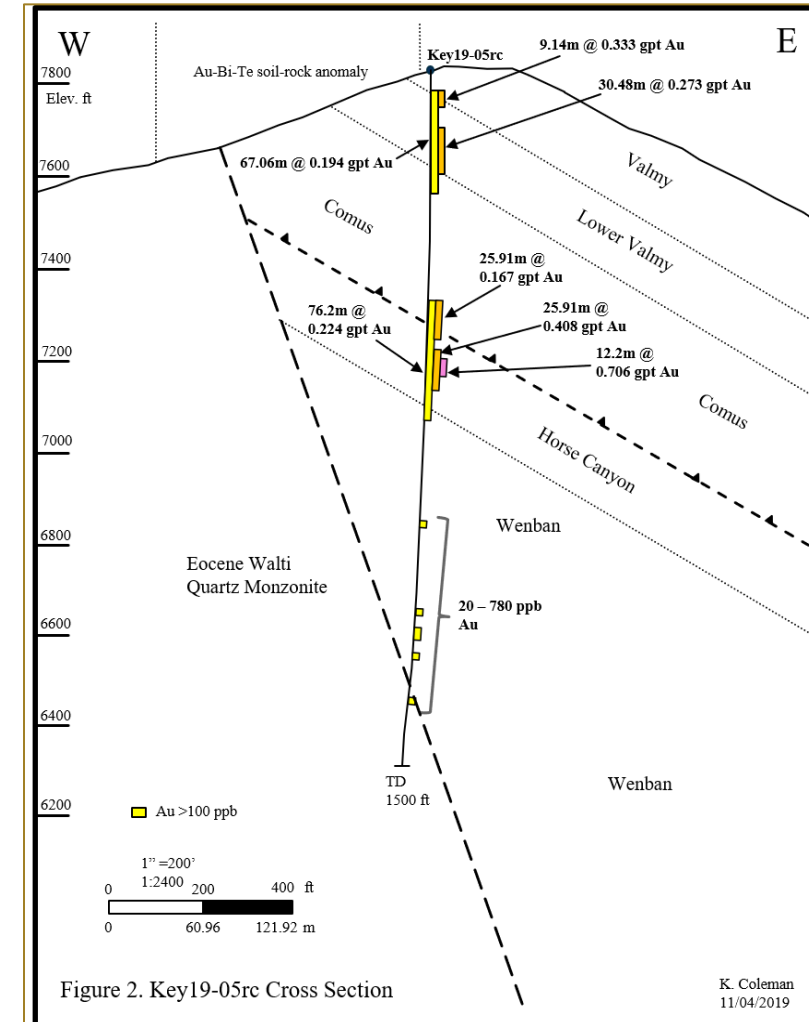 W
E
Key19-05rc
9.14m @ 0.333 gpt Au
Au-Bi-Te soil-rock anomaly
7800
Elev. ft
30.48m @ 0.273 gpt Au
67.06m @ 0.194 gpt Au
Valmy
7600
Comus
Lower Valmy
7400
25.91m @
0.167 gpt Au
76.2m @
0.224 gpt Au
25.91m @
0.408 gpt Au
7200
12.2m @
0.706 gpt Au
Comus
7000
Horse Canyon
6800
Wenban
Eocene Walti
Quartz Monzonite
6600
20 – 780 ppb
Au
6400
TD
1500 ft
Wenban
6200
Au >100 ppb
1” =200’
1:2400
0 200 400 ft
0 60.96 121.92 m
Figure 2. Key19-05rc Cross Section
K. Coleman
11/04/2019